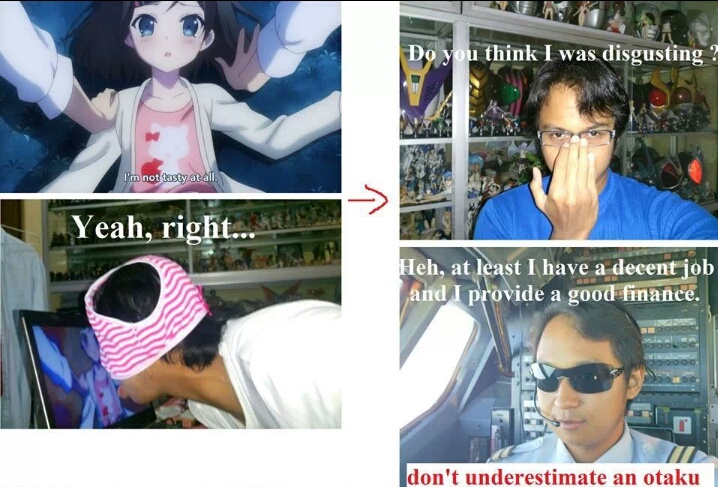 I'm not tasty at all.
Yeah, right...
Do you think I was disgusting ?
Heh, at least I have a decent job
and I provide a good finance.
don't underestimate an otaku